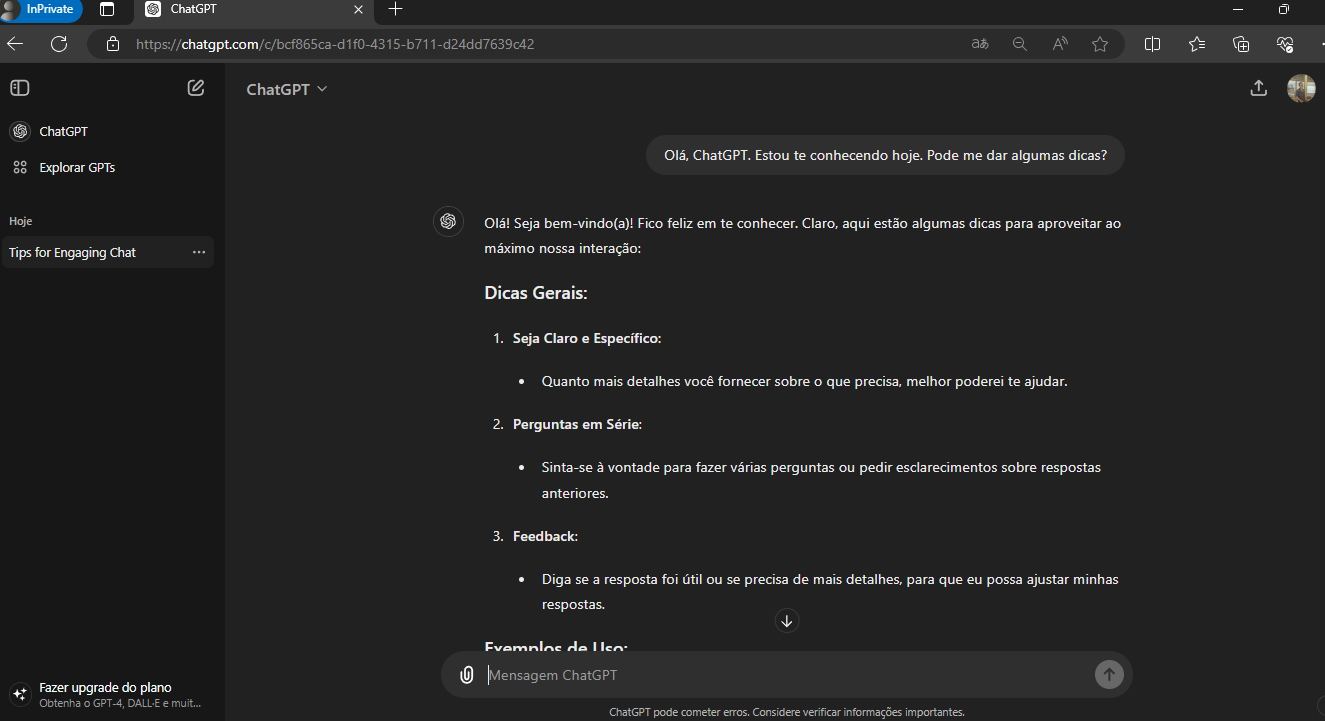 InPrivate
ChatGPT
https://chatgpt.com/c/bcf865ca-d1f0-4315-b711-d24dd7639c42
aあ
A
ChatGPT
ChatGPT
Explorar GPTs
Hoje
Tips for Engaging Chat
Olá, ChatGPT. Estou te conhecendo hoje. Pode me dar algumas dicas?
Olá! Seja bem-vindo(a)! Fico feliz em te conhecer. Claro, aqui estão algumas dicas para aproveitar ao
máximo nossa interação:
Dicas Gerais:
1. Seja Claro e Específico:
• Quanto mais detalhes você fornecer sobre o que precisa, melhor poderei te ajudar.
2. Perguntas em Série:
• Sinta-se à vontade para fazer várias perguntas ou pedir esclarecimentos sobre respostas
anteriores.
3. Feedback:
• Diga se a resposta foi útil ou se precisa de mais detalhes, para que eu possa ajustar minhas
respostas.
Exemplos de Uso:
Mensagem ChatGPT
Fazer upgrade do plano
Obtenha o GPT-4, DALL·E e muit...
ChatGPT pode cometer erros. Considere verificar informações importantes.